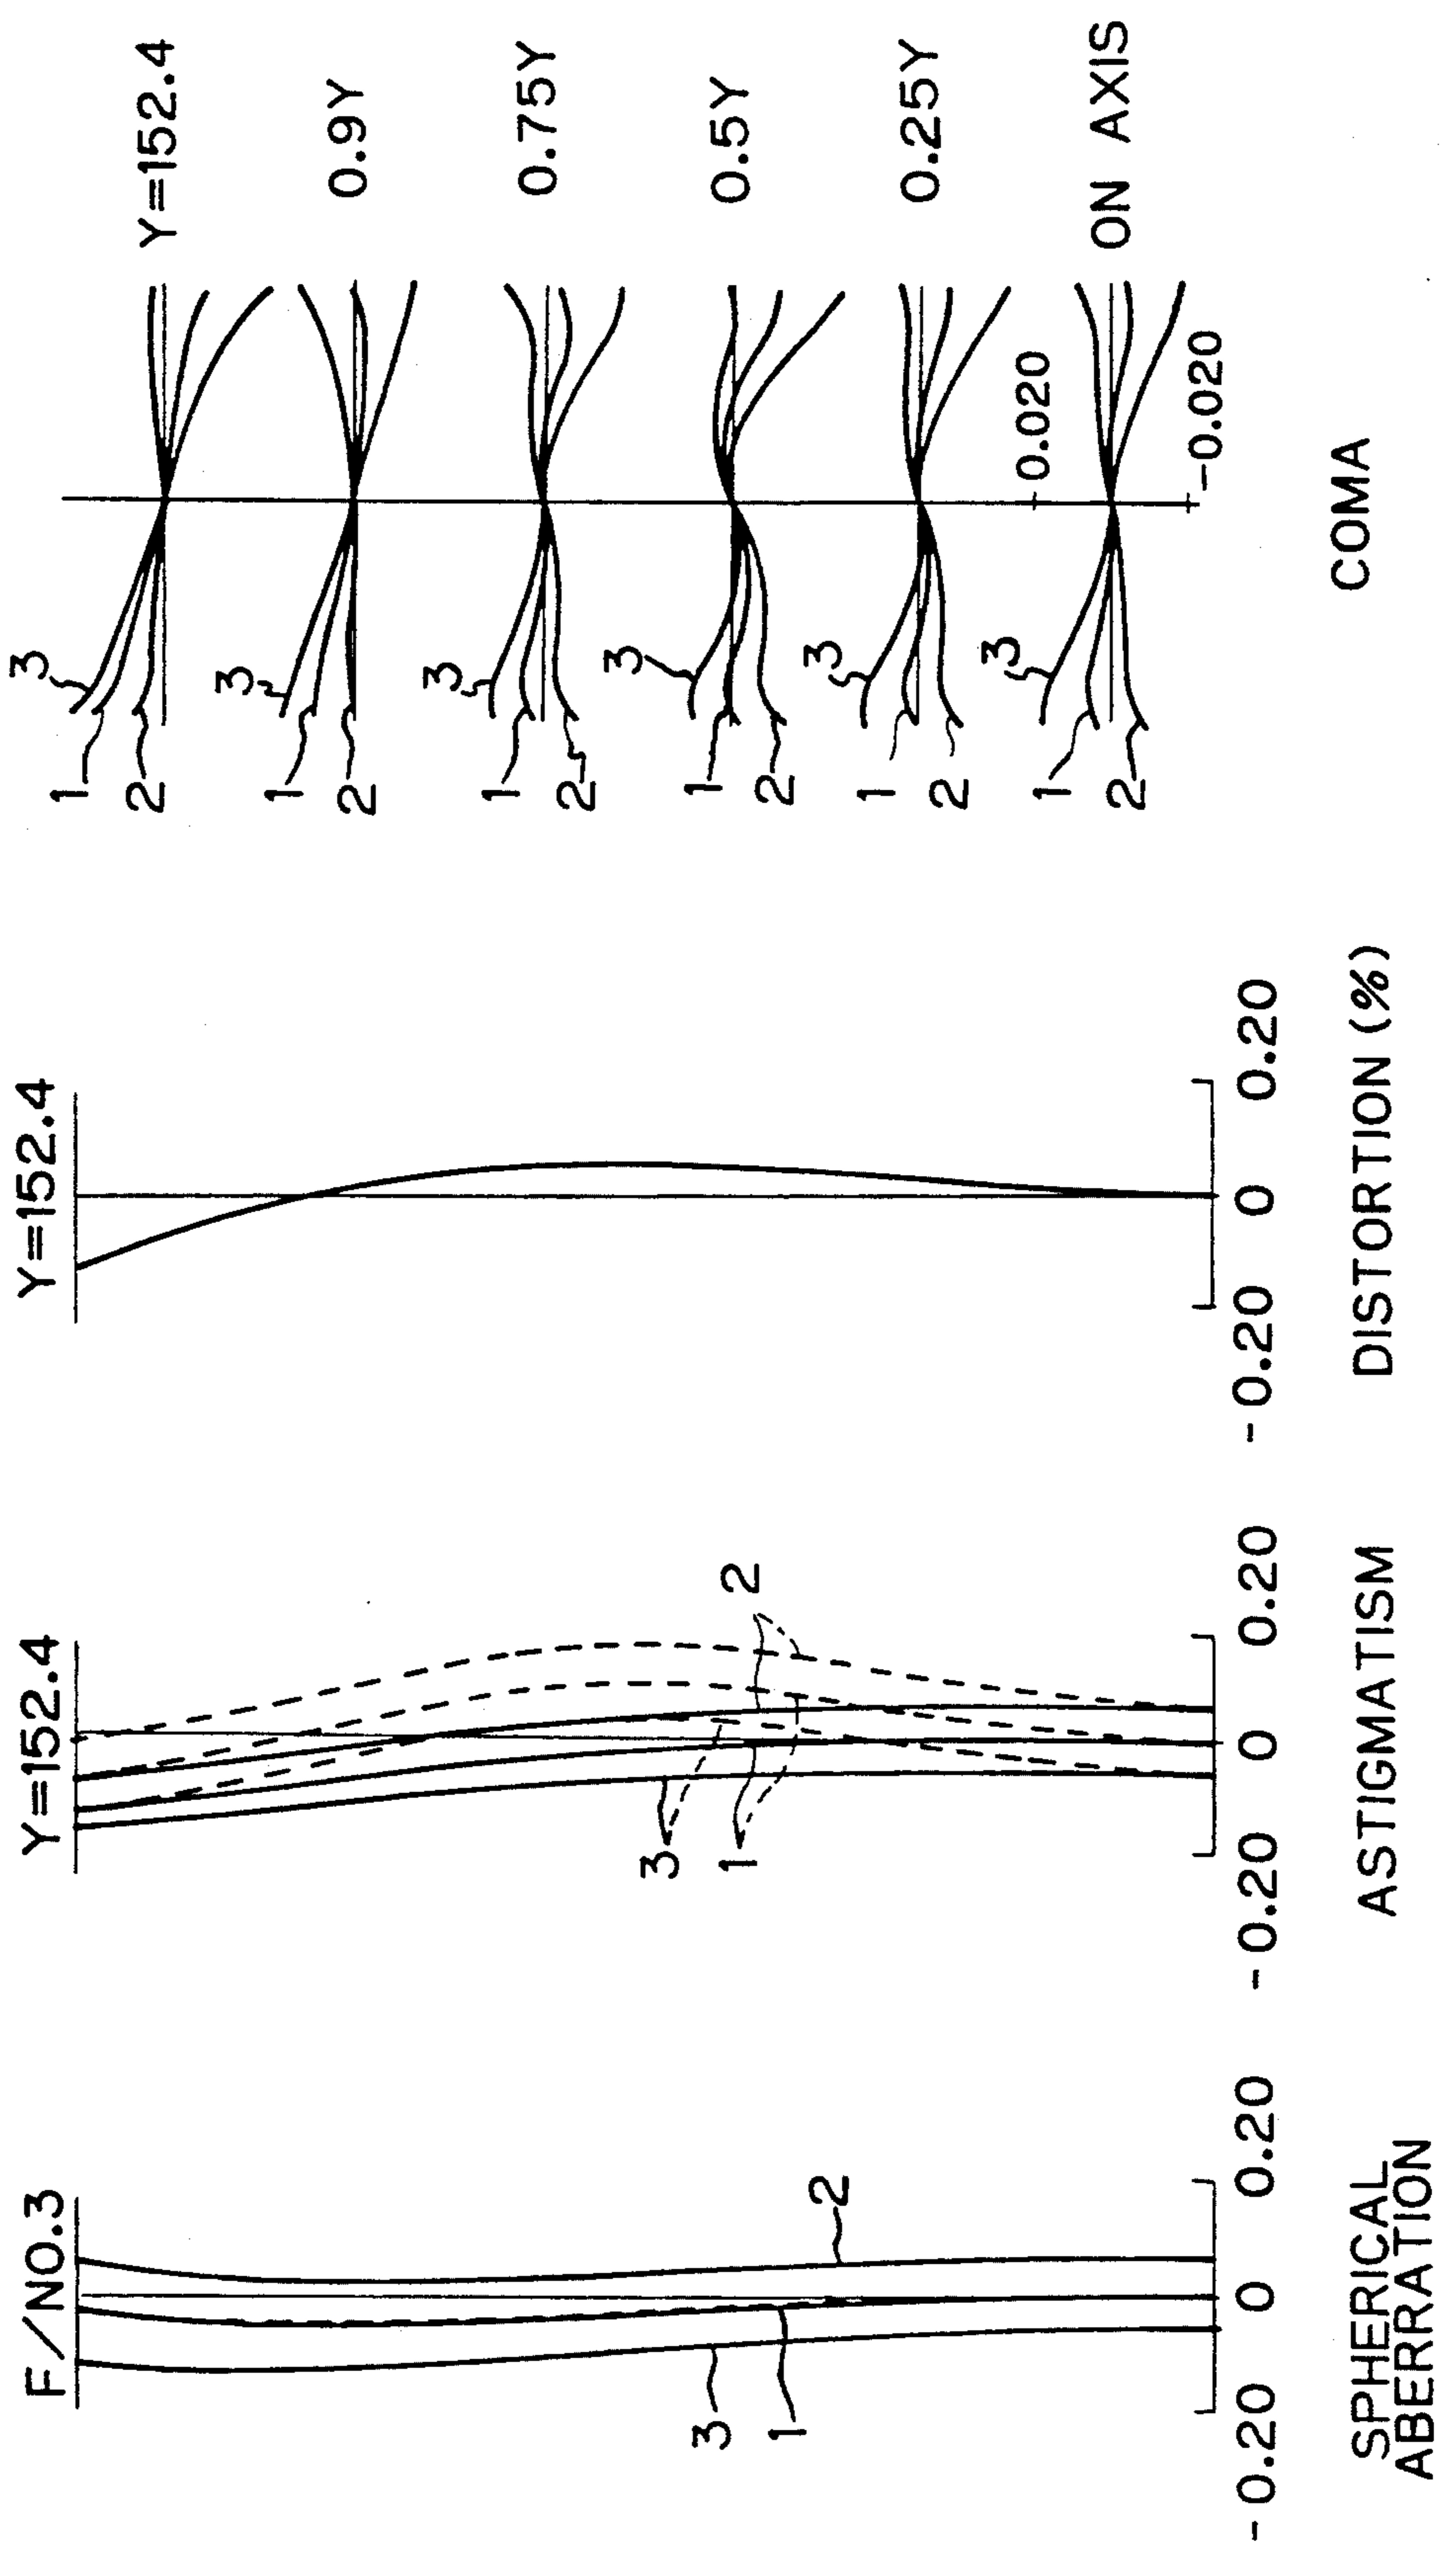 F/NO.3
3
1
2
-0.20 0 0.20
SPHERICAL
ABERRATION
Y=152.4
3
1
2
-0.20 0 0.20
ASTIGMATISM
Y=152.4
-0.20 0 0.20
DISTORTION (%)
3
1
2
Y=152.4
3
1
2
0.9Y
3
1
2
0.75Y
3
1
2
0.5Y
3
1
2
0.25Y
0.020
3
1
2
ON AXIS
-0.020
COMA